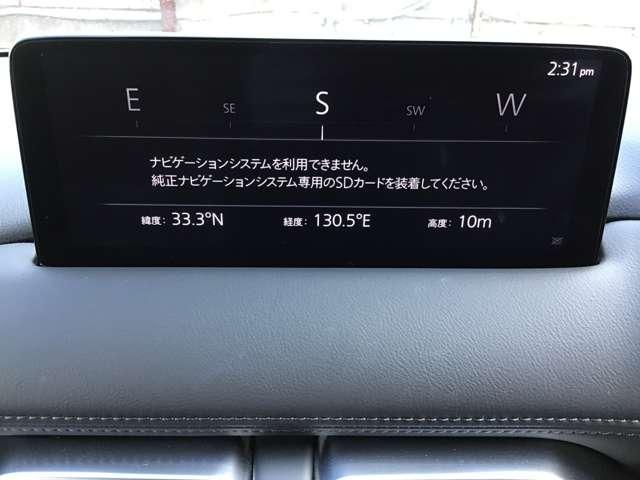 2:31 pm
E SE S SW W
ナビゲーションシステムを利用できません。
純正ナビゲーションシステム専用のSDカードを装着してください。
緯度: 33.3°N 経度: 130.5°E 高度: 10m